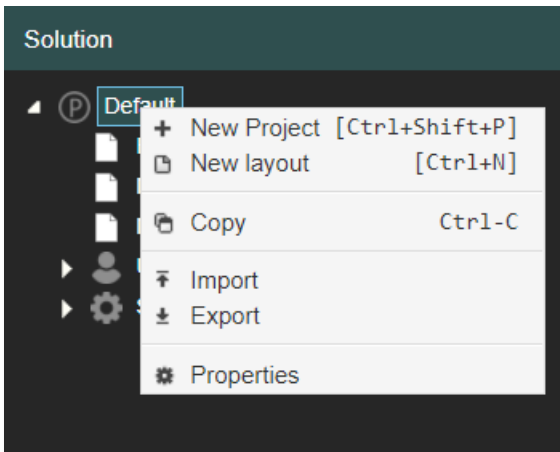 Solution
P Default
New Project [Ctrl+Shift+P]
New layout [Ctrl+N]
Copy Ctrl-C
Import
Export
Properties